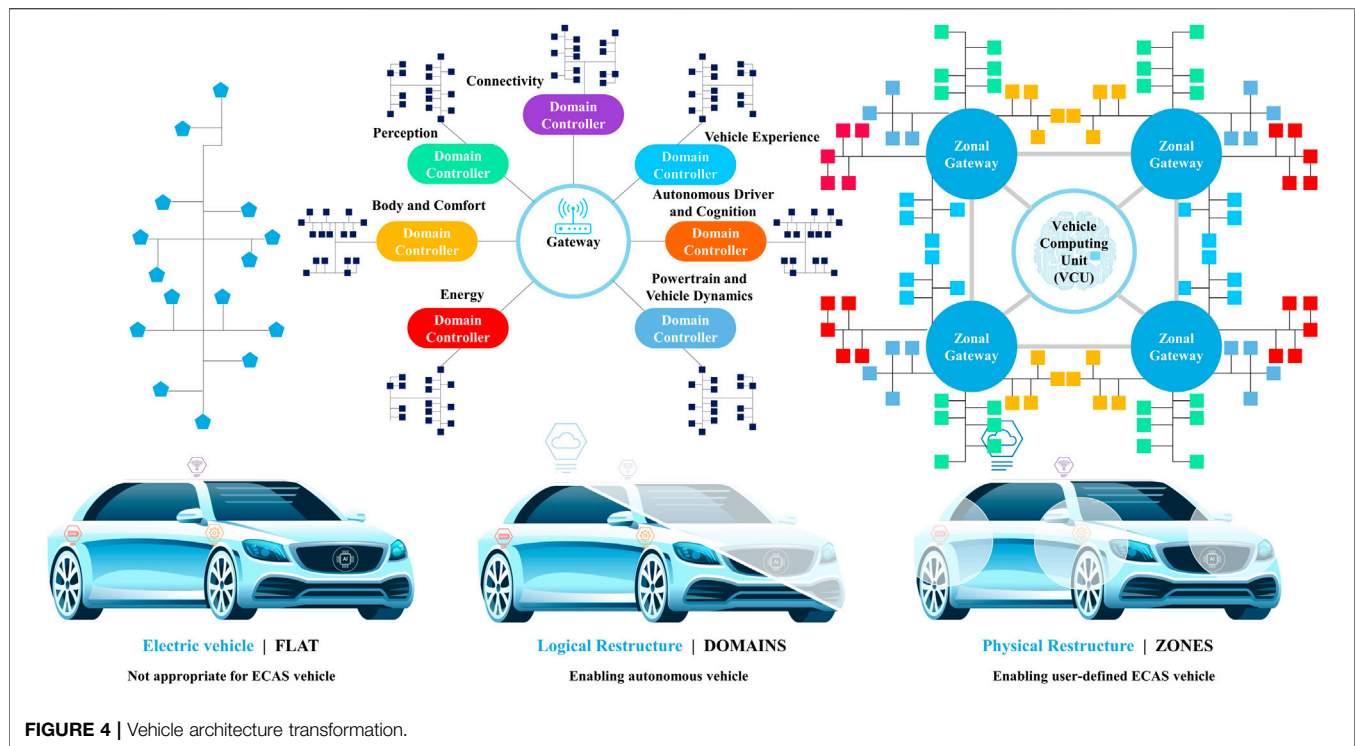 Connectivity
Domain
Controller
Perception
Domain
Controller
Vehicle Experience
Domain
Controller
Body and Comfort
Domain
Controller
Gateway
Autonomous Driver
and Cognition
Domain
Controller
Energy
Domain
Controller
Powertrain and
Vehicle Dynamics
Domain
Controller
Zonal
Gateway
Zonal
Gateway
Vehicle
Computing
Unit
(VCU)
Zonal
Gateway
Zonal
Gateway
AI
AI
AI
Electric vehicle | FLAT
Not appropriate for ECAS vehicle
Logical Restructure | DOMAINS
Enabling autonomous vehicle
Physical Restructure | ZONES
Enabling user-defined ECAS vehicle
FIGURE 4 | Vehicle architecture transformation.